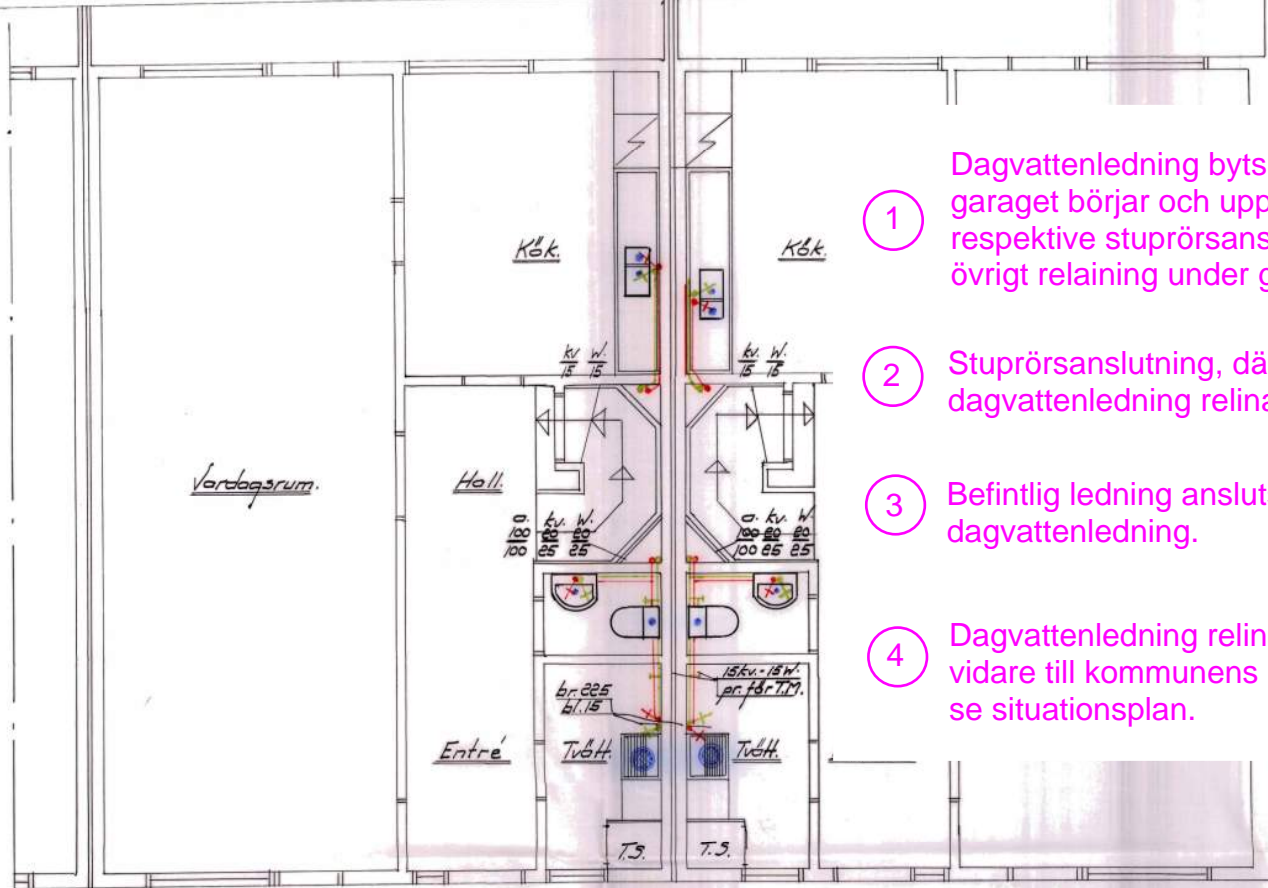 Kök.
Kök.
1
Dagvattenledning byts
garaget börjar och upp
respektive stuprörsans
övrigt relaining under g
kv W.
15 15
kv. W.
15 15
2
Stuprörsanslutning, dä
dagvattenledning relina
Vardagsrum.
Hall.
3
Befintlig ledning anslut
dagvattenledning.
a. kv. W.
100 20 20
100 25 25
a. kv. W.
100 20 20
100 25 25
4
Dagvattenledning relin
vidare till kommunens
se situationsplan.
15kv.-15W.
pr. för T.M.
br. 225
bl. 15
Entré
Tvätt.
Tvätt.
T.S.
T.S.